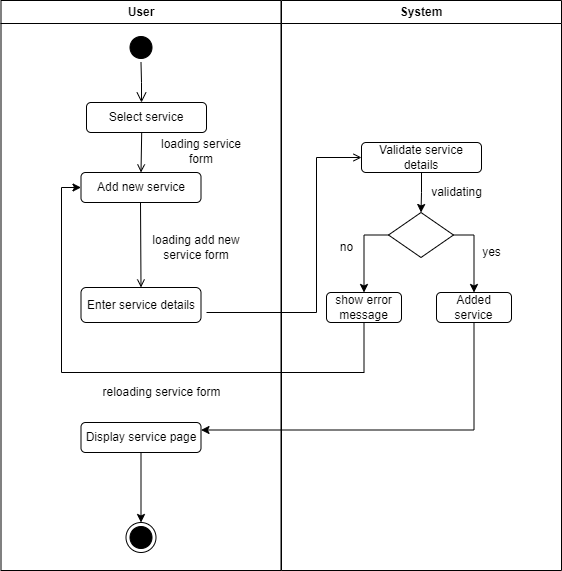 User
System
Select service
loading service
form
Add new service
loading add new
service form
Enter service details
Validate service
details
validating
no
yes
show error
message
Added
service
reloading service form
Display service page